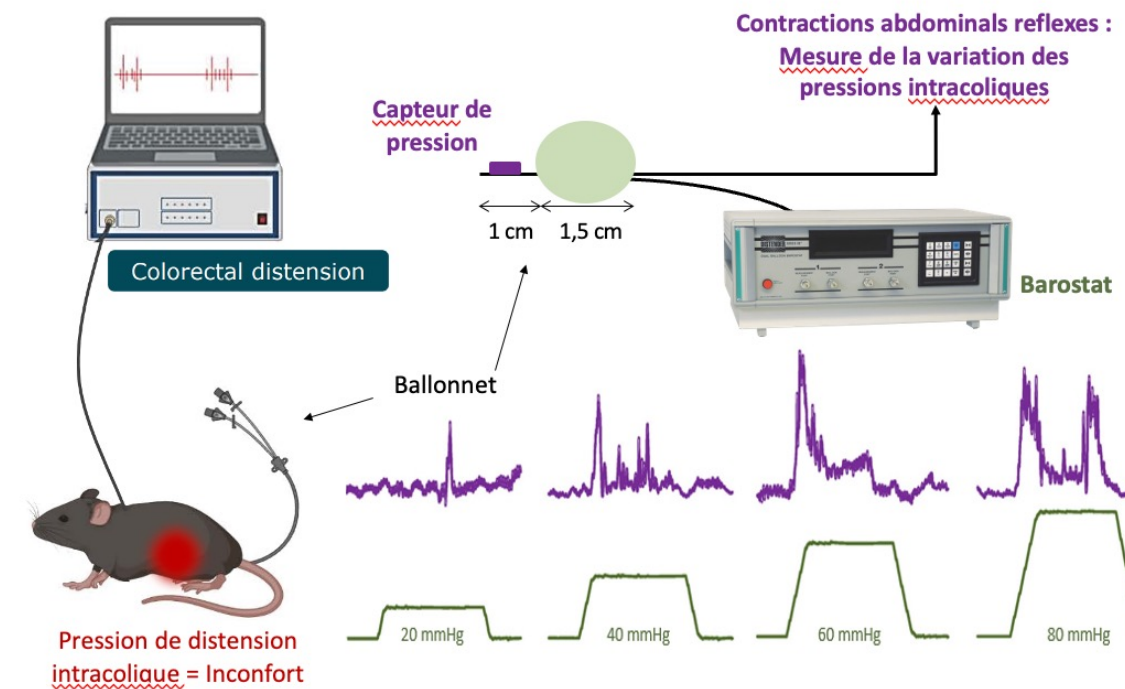 Contractions abdominals reflexes :
Mesure de la variation des
pressions intracoliques
Capteur de
pression
1 cm
1,5 cm
Colorectal distension
Barostat
Ballonnet
20 mmHg
40 mmHg
60 mmHg
80 mmHg
Pression de distension
intracolique = Inconfort